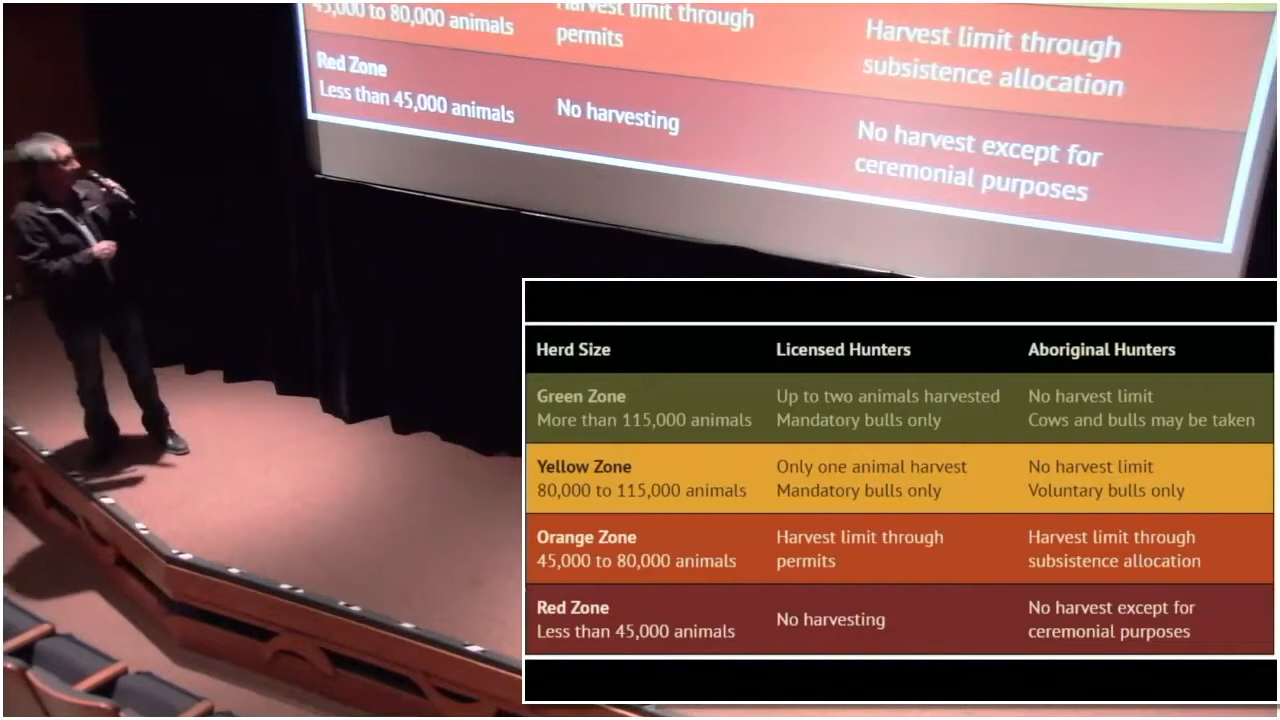 45,000 to 80,000 animals
Harvest limit through
permits
Harvest limit through
subsistence allocation
Red Zone
Less than 45,000 animals
No harvesting
No harvest except for
ceremonial purposes
Herd Size
Licensed Hunters
Aboriginal Hunters
Green Zone
More than 115,000 animals
Up to two animals harvested
Mandatory bulls only
No harvest limit
Cows and bulls may be taken
Yellow Zone
80,000 to 115,000 animals
Only one animal harvest
Mandatory bulls only
No harvest limit
Voluntary bulls only
Orange Zone
45,000 to 80,000 animals
Harvest limit through
permits
Harvest limit through
subsistence allocation
Red Zone
Less than 45,000 animals
No harvesting
No harvest except for
ceremonial purposes